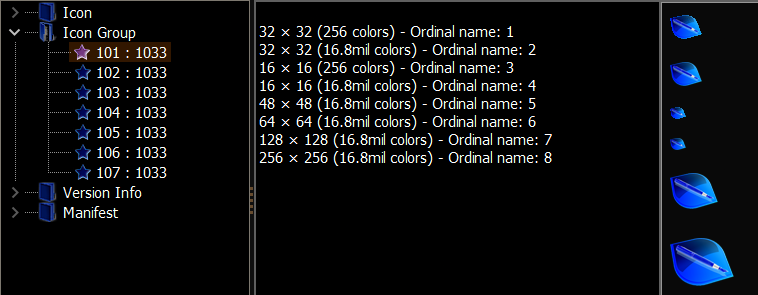 Icon
Icon Group
101 : 1033
102 : 1033
103 : 1033
104 : 1033
105 : 1033
106 : 1033
107 : 1033
Version Info
Manifest
32 × 32 (256 colors) - Ordinal name: 1
32 × 32 (16.8mil colors) - Ordinal name: 2
16 × 16 (256 colors) - Ordinal name: 3
16 × 16 (16.8mil colors) - Ordinal name: 4
48 × 48 (16.8mil colors) - Ordinal name: 5
64 × 64 (16.8mil colors) - Ordinal name: 6
128 × 128 (16.8mil colors) - Ordinal name: 7
256 × 256 (16.8mil colors) - Ordinal name: 8